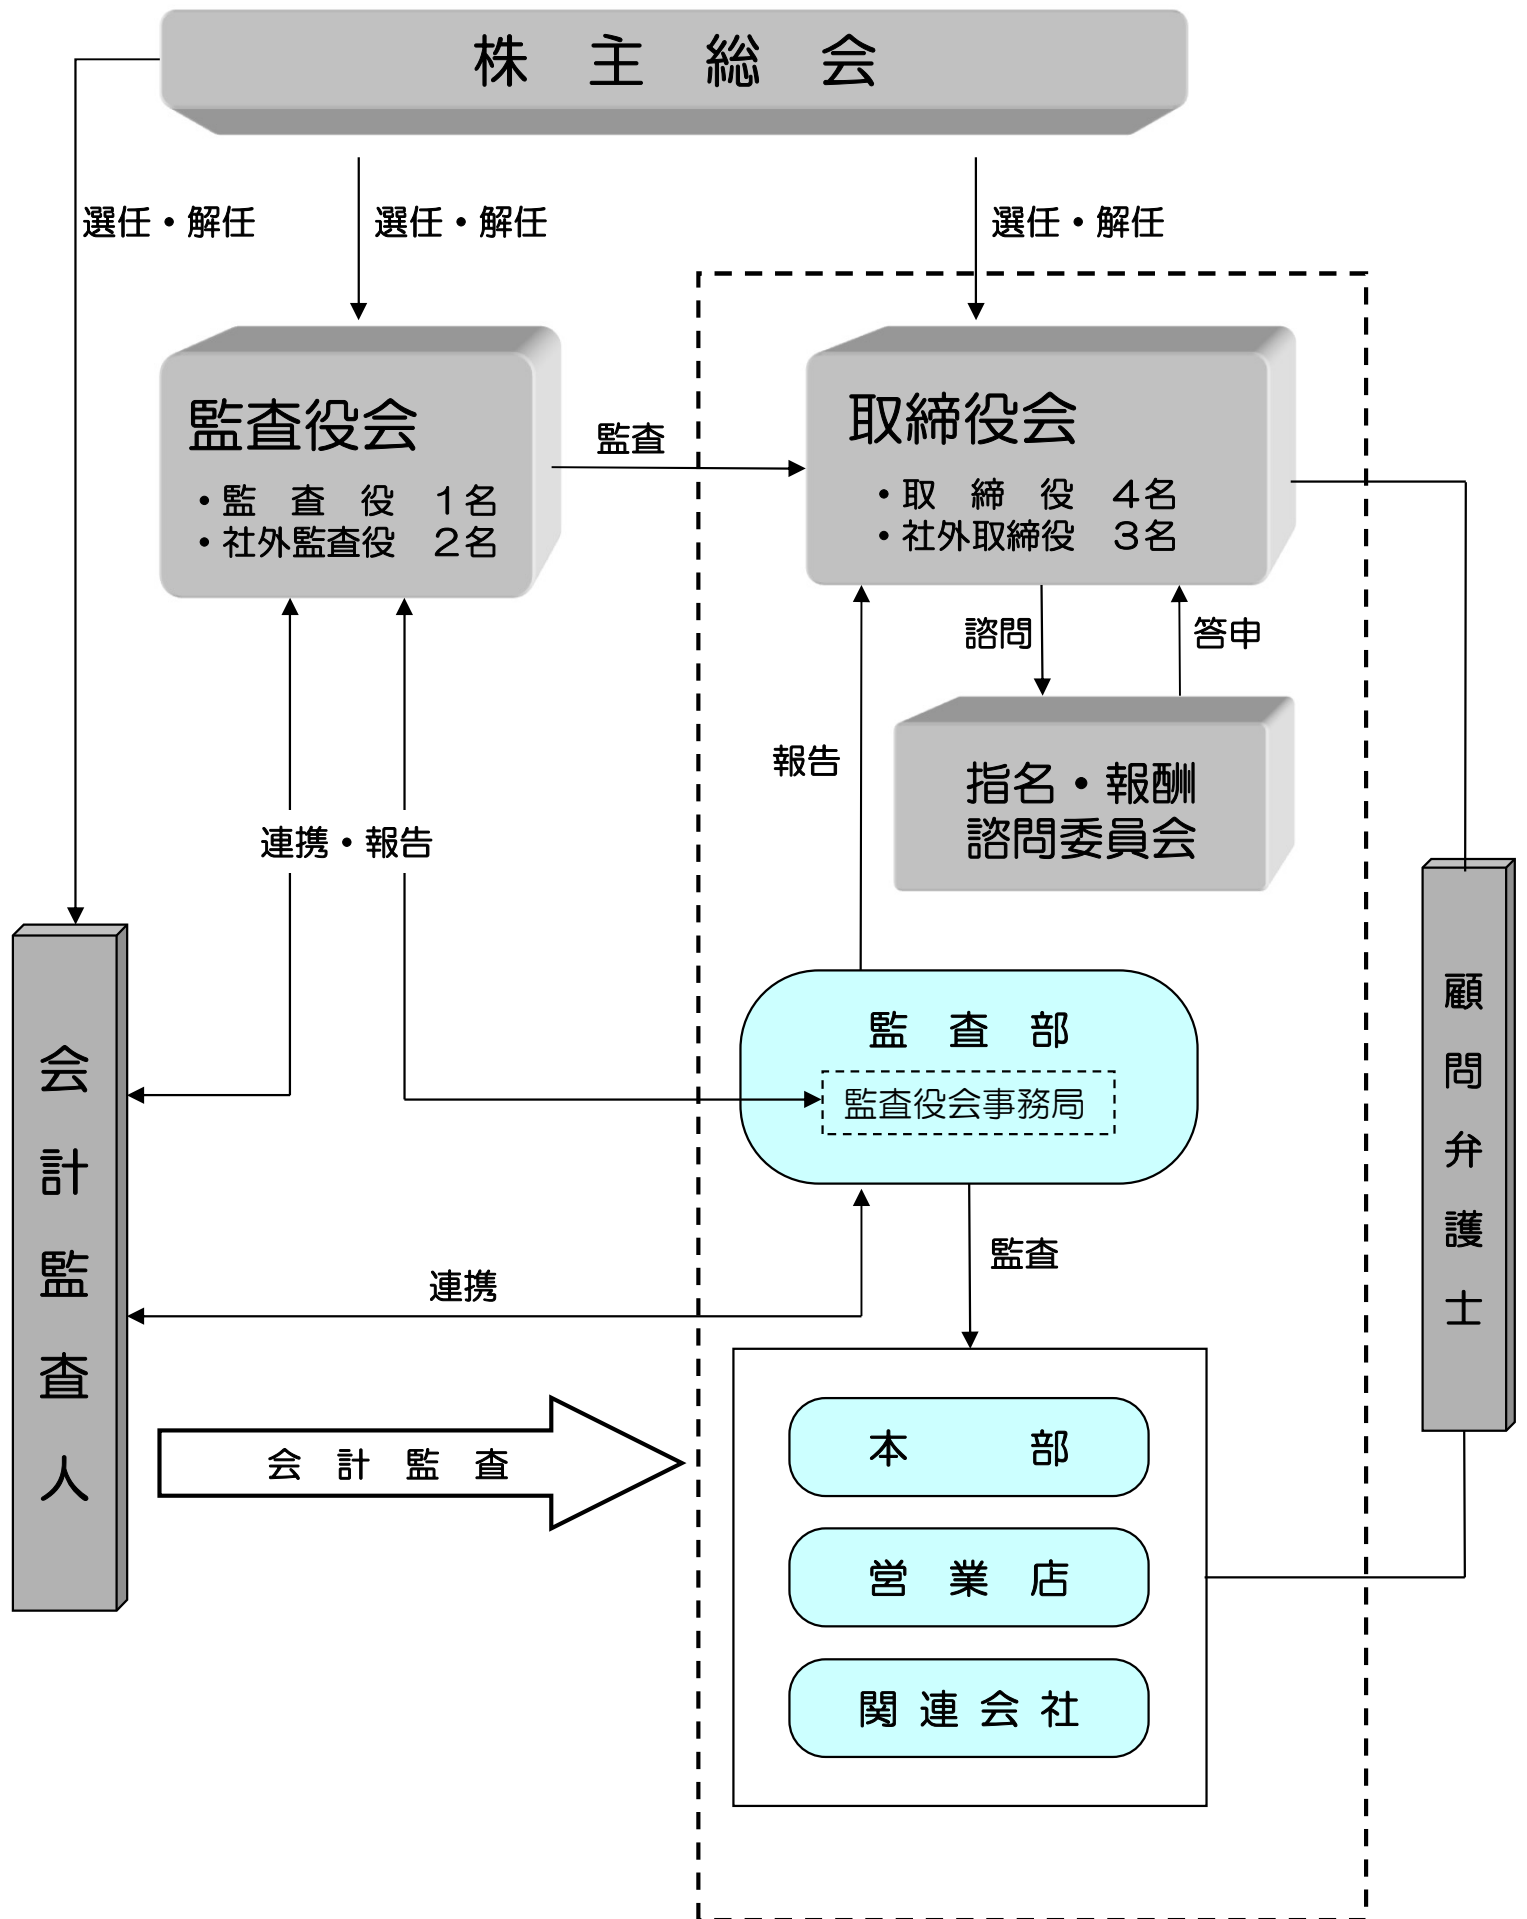 株主総会
選任・解任
選任・解任
選任・解任
監査役会
・監　査　役　１名
・社外監査役　２名
監査
取締役会
・取　締　役　４名
・社外取締役　３名
諮問
答申
報告
指名・報酬
諮問委員会
連携・報告
会計監査人
顧問弁護士
監　査　部
監査役会事務局
監査
連携
会　計　監　査
本　　　部
営　業　店
関連会社